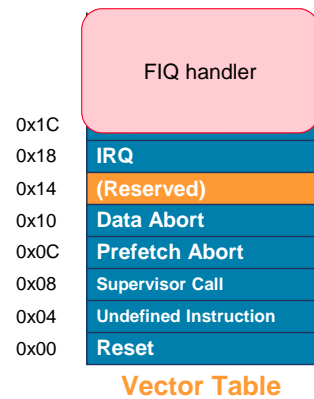 FIQ handler
0x1C
0x18 IRQ
0x14 (Reserved)
0x10 Data Abort
0x0C Prefetch Abort
0x08 Supervisor Call
0x04 Undefined Instruction
0x00 Reset
Vector Table